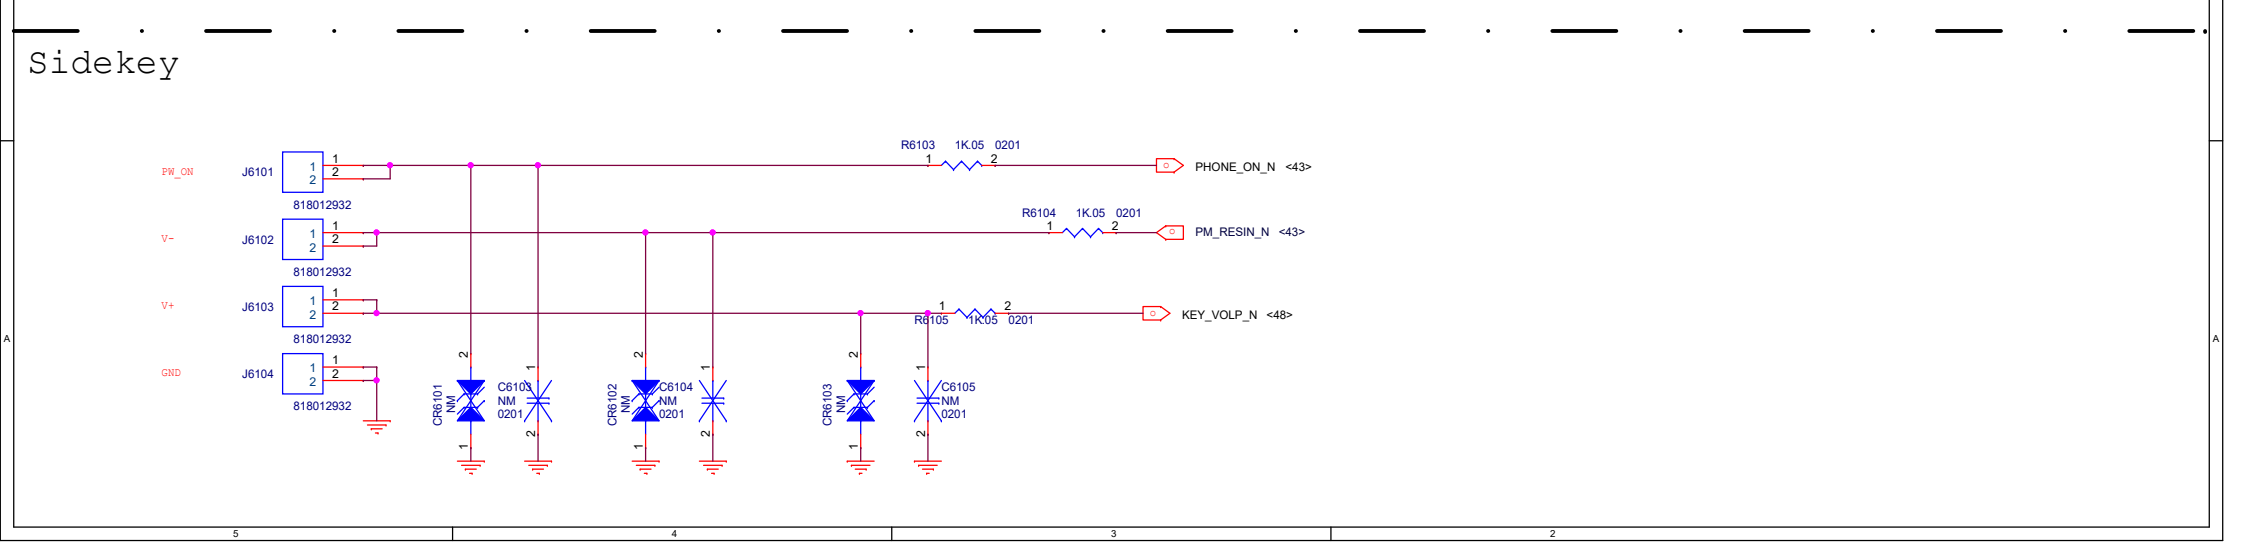 Sidekey
R6103 1K.05 0201
PW_ON J6101 1 2 1 2 1 2 PHONE_ON_N <43>
818012932
R6104 1K.05 0201
V- J6102 1 2 1 2 1 2 PM_RESIN_N <43>
818012932
V+ J6103 1 2 1 2 1 2 KEY_VOLP_N <48>
R6105 1K.05 0201
818012932
GND J6104 1 2 1 2
818012932
2 1 2 1 2 1
CR6101 NM
C6103
NM
0201
CR6102 NM
C6104
NM
0201
CR6103 NM
C6105
NM
0201
1 2 1 2 1 2
A A
5 4 3 2